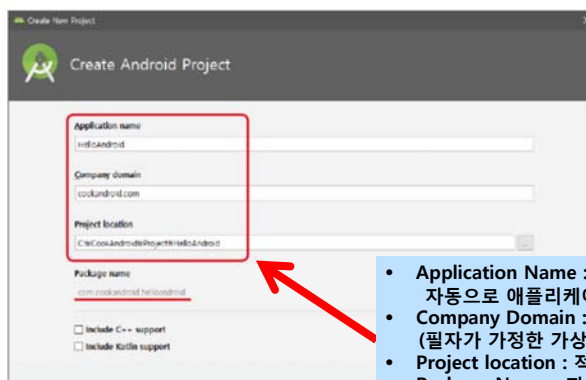 Create New Project
Create Android Project
Application name
HelloAndroid
Company domain
cookandroid.com
Project location
C:\CookAndroid\Project\HelloAndroid
...
Package name
com.cookandroid.helloandroid
Include C++ support
Include Kotlin support
• Application Name :
자동으로 애플리케이
• Company Domain :
(필자가 가정한 가상
• Project location :